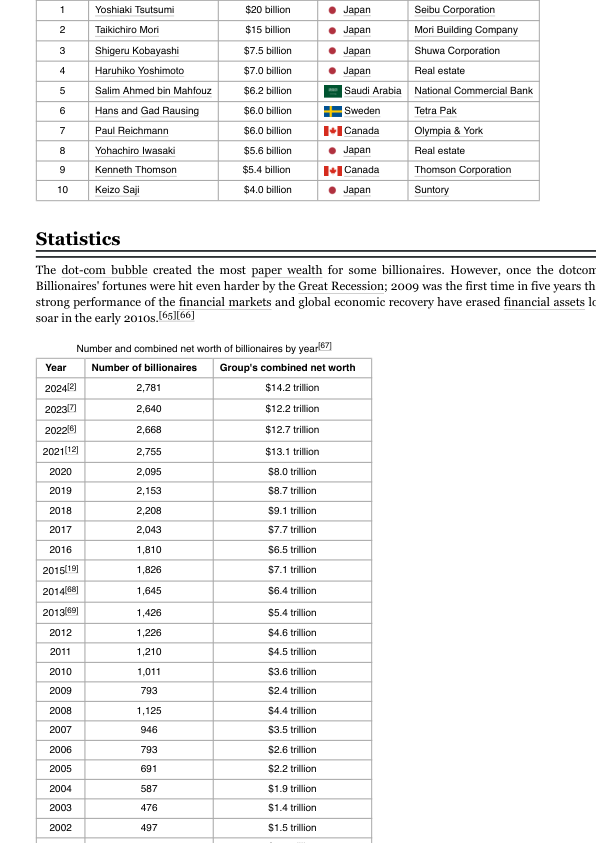 1 Yoshiaki Tsutsumi $20 billion Japan Seibu Corporation
2 Taikichiro Mori $15 billion Japan Mori Building Company
3 Shigeru Kobayashi $7.5 billion Japan Shuwa Corporation
4 Haruhiko Yoshimoto $7.0 billion Japan Real estate
5 Salim Ahmed bin Mahfouz $6.2 billion Saudi Arabia National Commercial Bank
6 Hans and Gad Rausing $6.0 billion Sweden Tetra Pak
7 Paul Reichmann $6.0 billion Canada Olympia & York
8 Yohachiro Iwasaki $5.6 billion Japan Real estate
9 Kenneth Thomson $5.4 billion Canada Thomson Corporation
10 Keizo Saji $4.0 billion Japan Suntory
Statistics
The dot-com bubble created the most paper wealth for some billionaires. However, once the dotcom
Billionaires' fortunes were hit even harder by the Great Recession; 2009 was the first time in five years th
strong performance of the financial markets and global economic recovery have erased financial assets lo
soar in the early 2010s.[65][66]
Number and combined net worth of billionaires by year[67]
Year Number of billionaires Group's combined net worth
2024[2] 2,781 $14.2 trillion
2023[7] 2,640 $12.2 trillion
2022[6] 2,668 $12.7 trillion
2021[12] 2,755 $13.1 trillion
2020 2,095 $8.0 trillion
2019 2,153 $8.7 trillion
2018 2,208 $9.1 trillion
2017 2,043 $7.7 trillion
2016 1,810 $6.5 trillion
2015[19] 1,826 $7.1 trillion
2014[68] 1,645 $6.4 trillion
2013[69] 1,426 $5.4 trillion
2012 1,226 $4.6 trillion
2011 1,210 $4.5 trillion
2010 1,011 $3.6 trillion
2009 793 $2.4 trillion
2008 1,125 $4.4 trillion
2007 946 $3.5 trillion
2006 793 $2.6 trillion
2005 691 $2.2 trillion
2004 587 $1.9 trillion
2003 476 $1.4 trillion
2002 497 $1.5 trillion